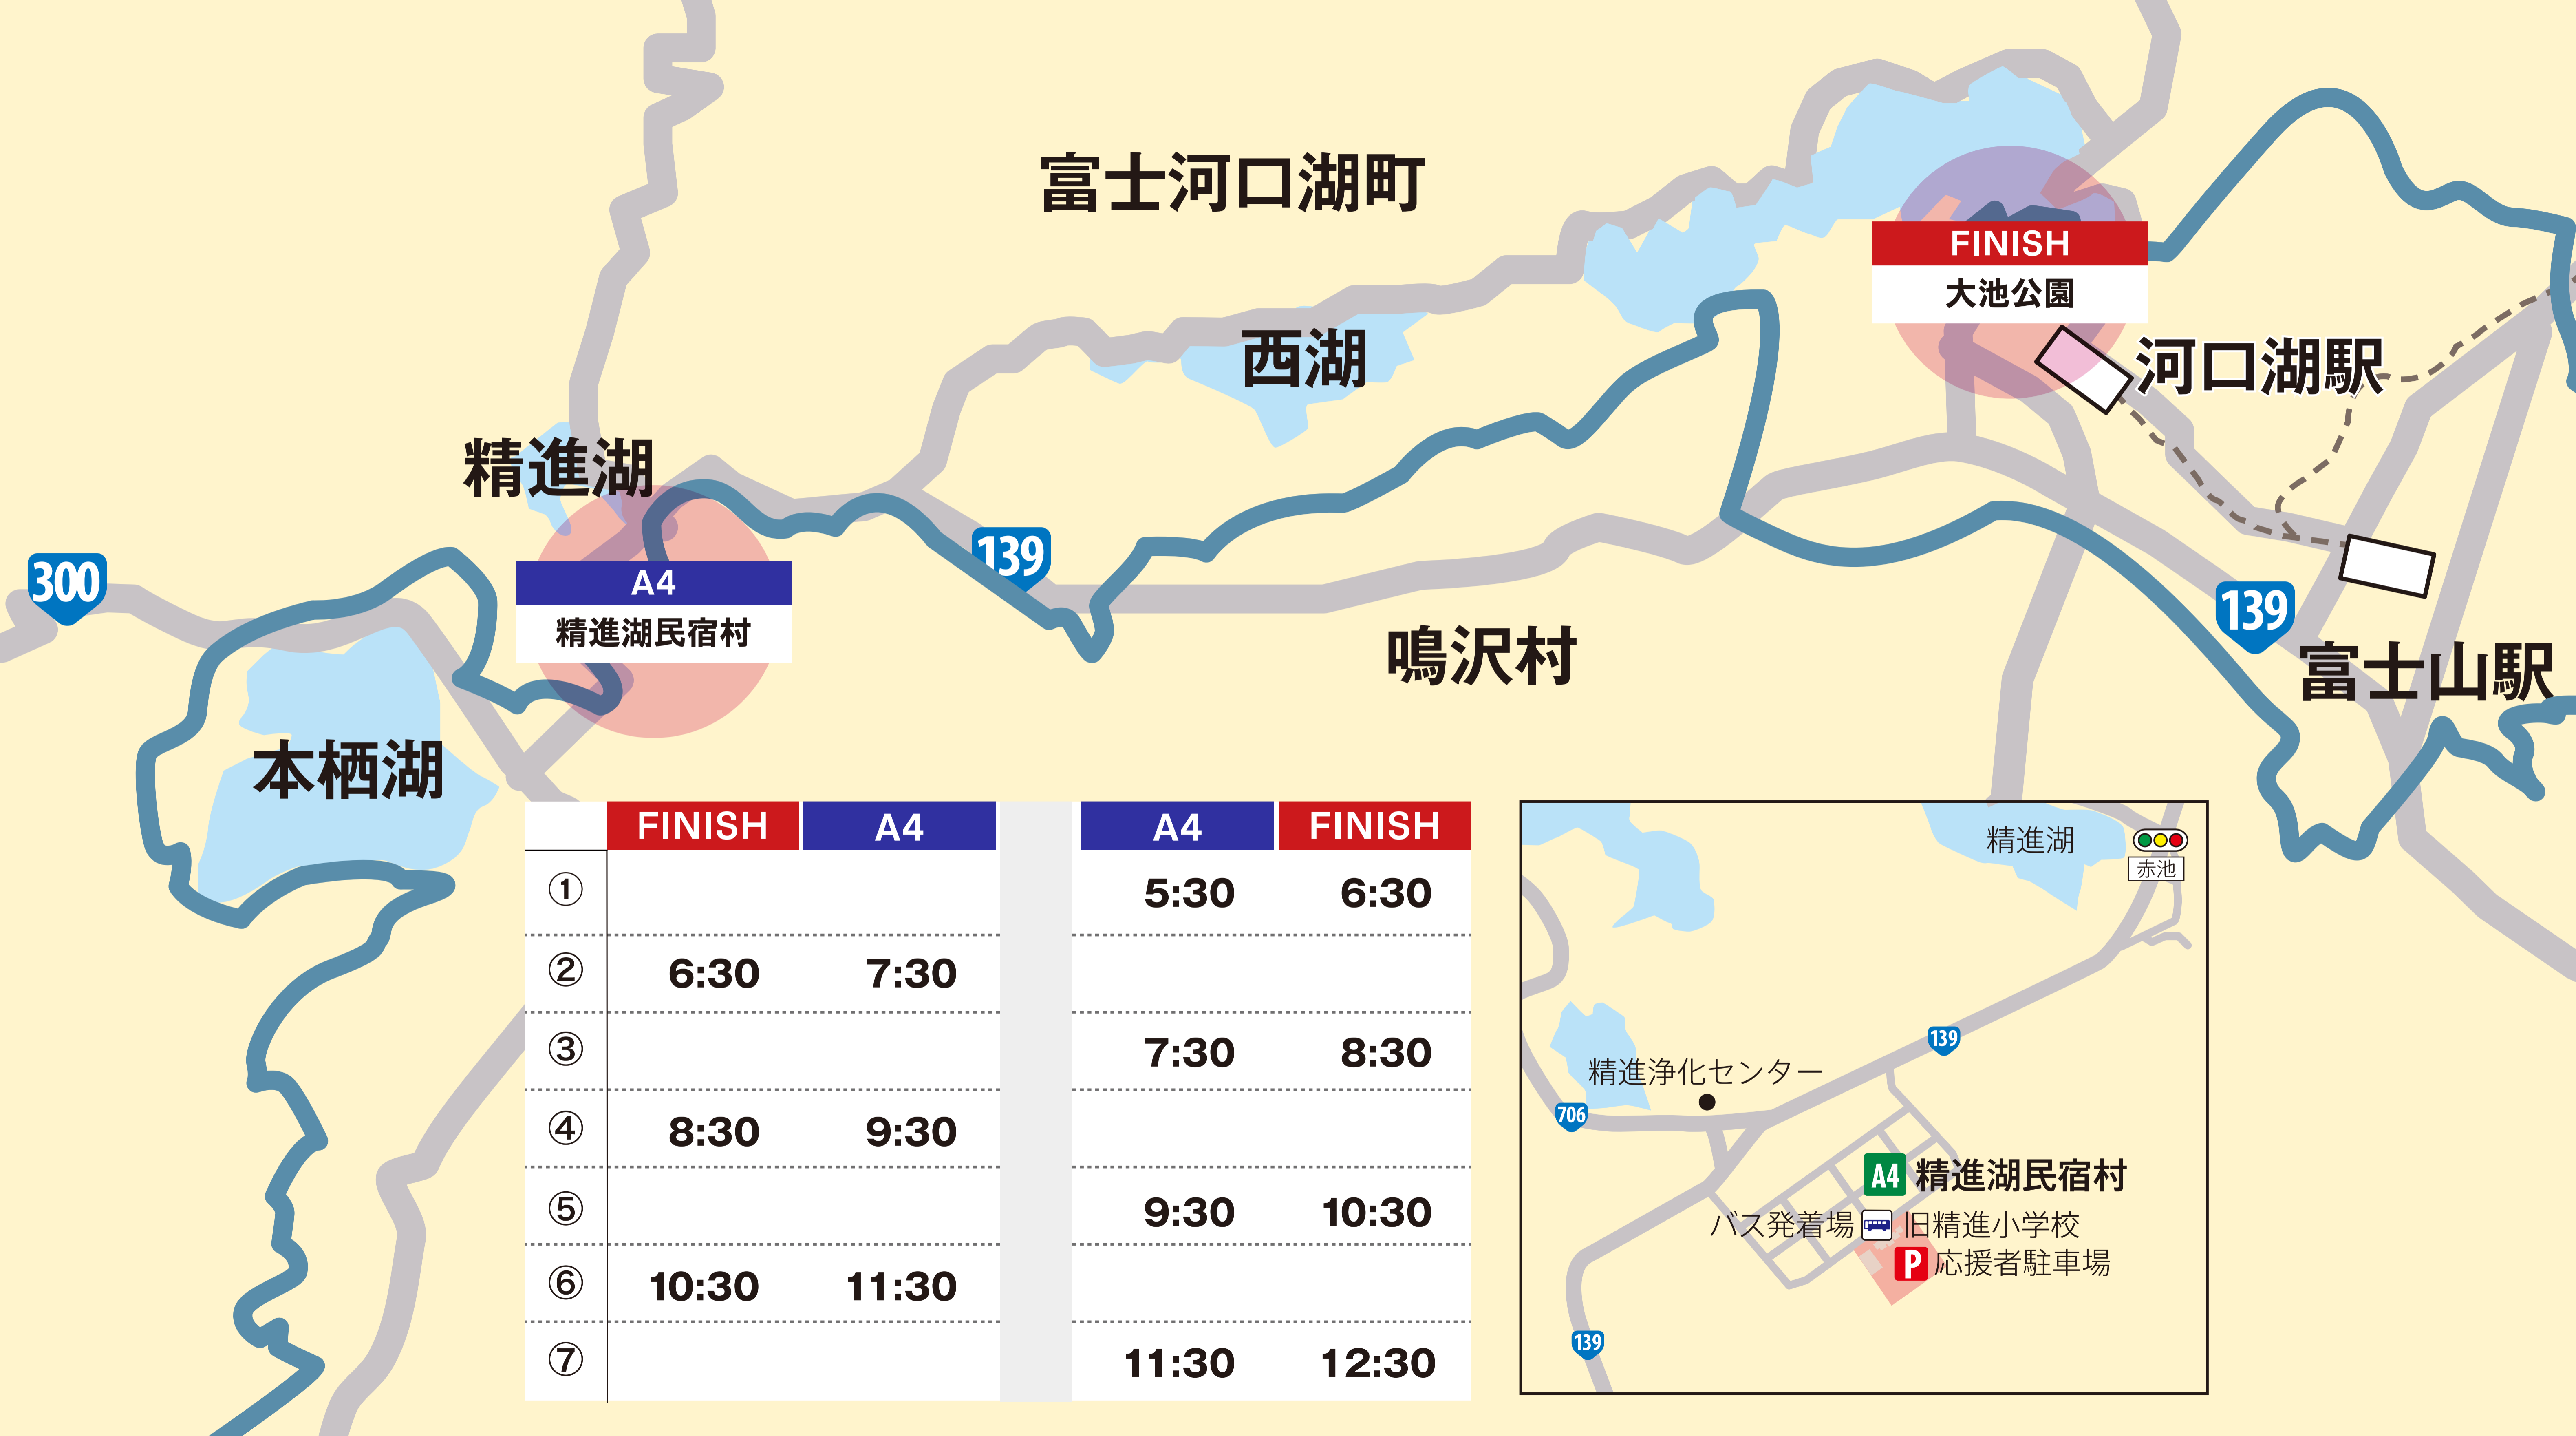 富士河口湖町
FINISH
大池公園
河口湖駅
西湖
精進湖
139
300
A4
精進湖民宿村
139
鳴沢村
富士山駅
本栖湖
FINISH A4 A4 FINISH
① 5:30 6:30
② 6:30 7:30
③ 7:30 8:30
④ 8:30 9:30
⑤ 9:30 10:30
⑥ 10:30 11:30
⑦ 11:30 12:30
精進湖
赤池
139
精進浄化センター
706
A4 精進湖民宿村
バス発着場 旧精進小学校
P 応援者駐車場
139